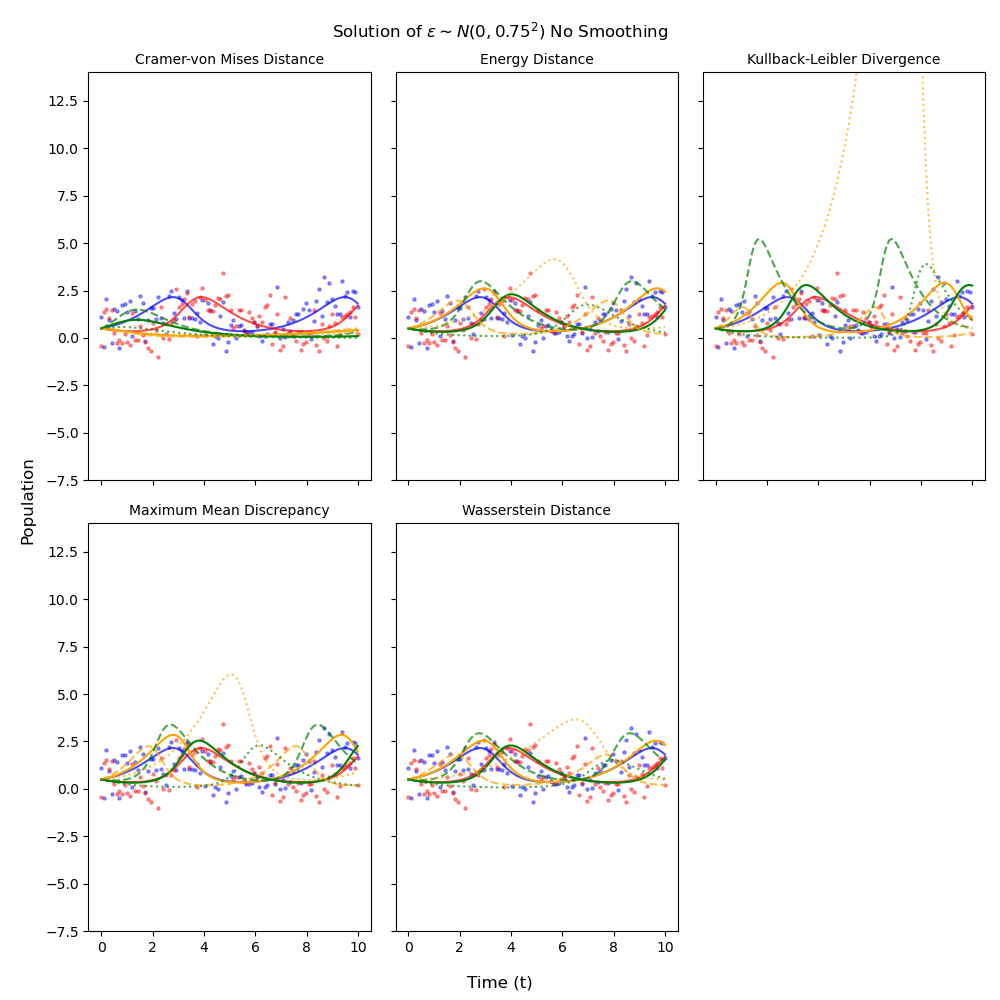 Solution of ε ~ N(0, 0.75²) No Smoothing
Cramer-von Mises Distance
Energy Distance
Kullback-Leibler Divergence
12.5
10.0
7.5
5.0
2.5
0.0
−2.5
−5.0
−7.5
Population
Maximum Mean Discrepancy
Wasserstein Distance
12.5
10.0
7.5
5.0
2.5
0.0
−2.5
−5.0
−7.5
0 2 4 6 8 10
0 2 4 6 8 10
Time (t)